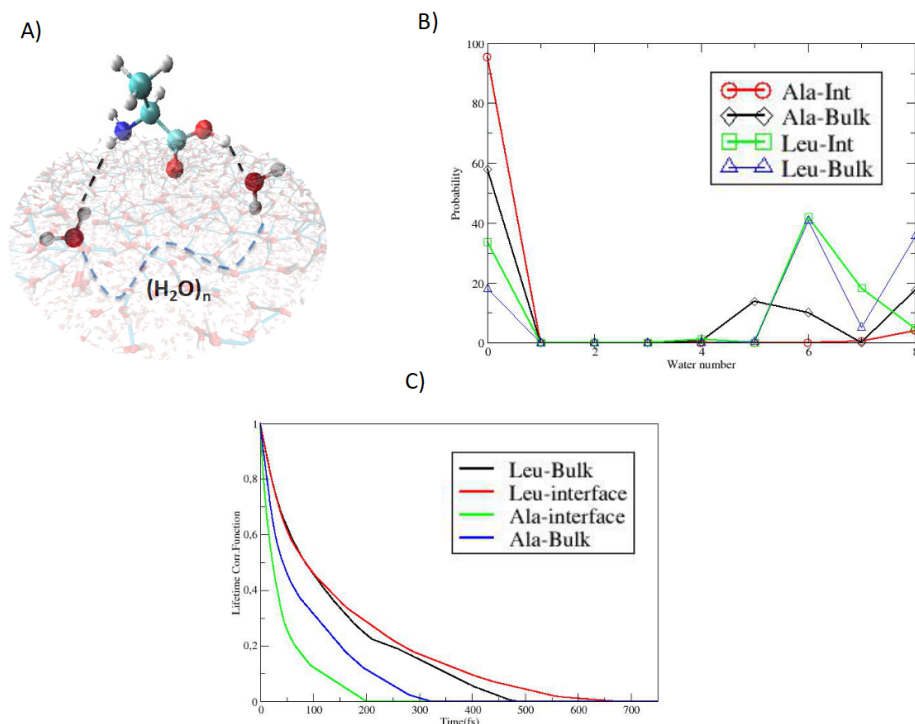 A)
(H2O)n
B)
100
80
60
40
20
0
Probability
0 2 4 6 8
Water number
Ala-Int
Ala-Bulk
Leu-Int
Leu-Bulk
C)
1
0,8
0,6
0,4
0,2
0
Lifetime Corr.Function
0 100 200 300 400 500 600 700
Time(fs)
Leu-Bulk
Leu-interface
Ala-interface
Ala-Bulk